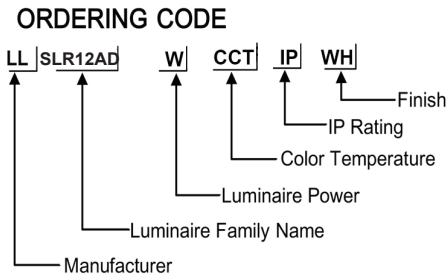 ORDERING CODE
LL SLR12AD W CCT IP WH
Finish
IP Rating
Color Temperature
Luminaire Power
Luminaire Family Name
Manufacturer